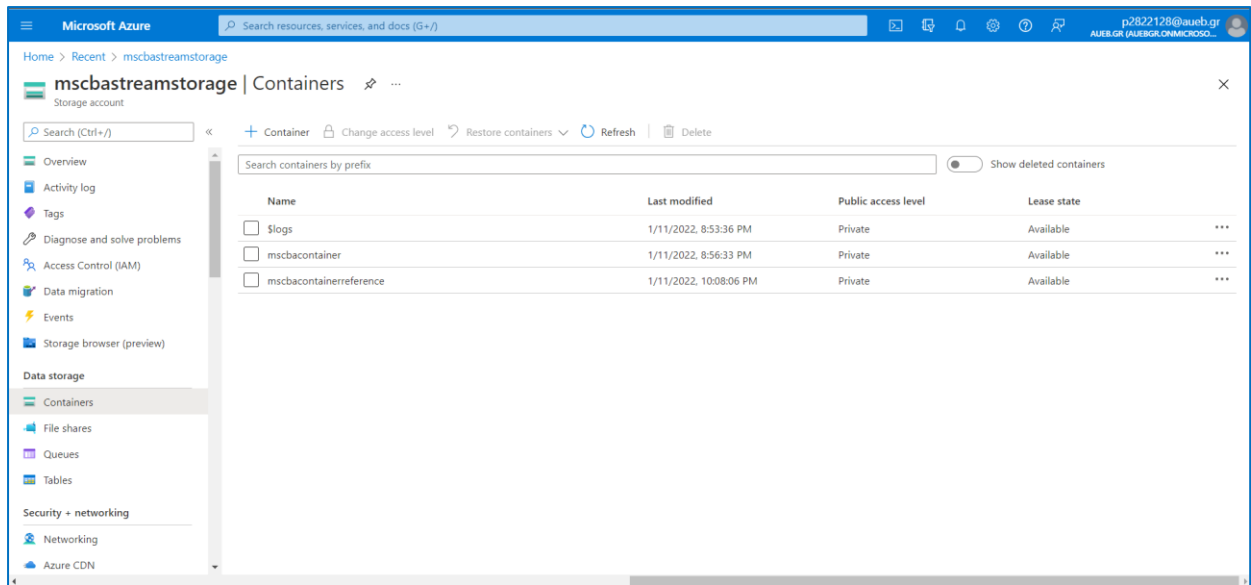 Microsoft Azure
Search resources, services, and docs (G+/)
p2822128@aueb.gr
AUEB.GR (AUEBGR.ONMICROSO...
Home > Recent > mscbastreamstorage
mscbastreamstorage | Containers ...
Storage account
Search (Ctrl+/) «
+ Container Change access level Restore containers Refresh Delete
Overview
Activity log
Tags
Diagnose and solve problems
Access Control (IAM)
Data migration
Events
Storage browser (preview)
Data storage
Containers
File shares
Queues
Tables
Security + networking
Networking
Azure CDN
Search containers by prefix Show deleted containers
Name Last modified Public access level Lease state
$logs 1/11/2022, 8:53:36 PM Private Available ...
mscbacontainer 1/11/2022, 8:56:33 PM Private Available ...
mscbacontainerreference 1/11/2022, 10:08:06 PM Private Available ...